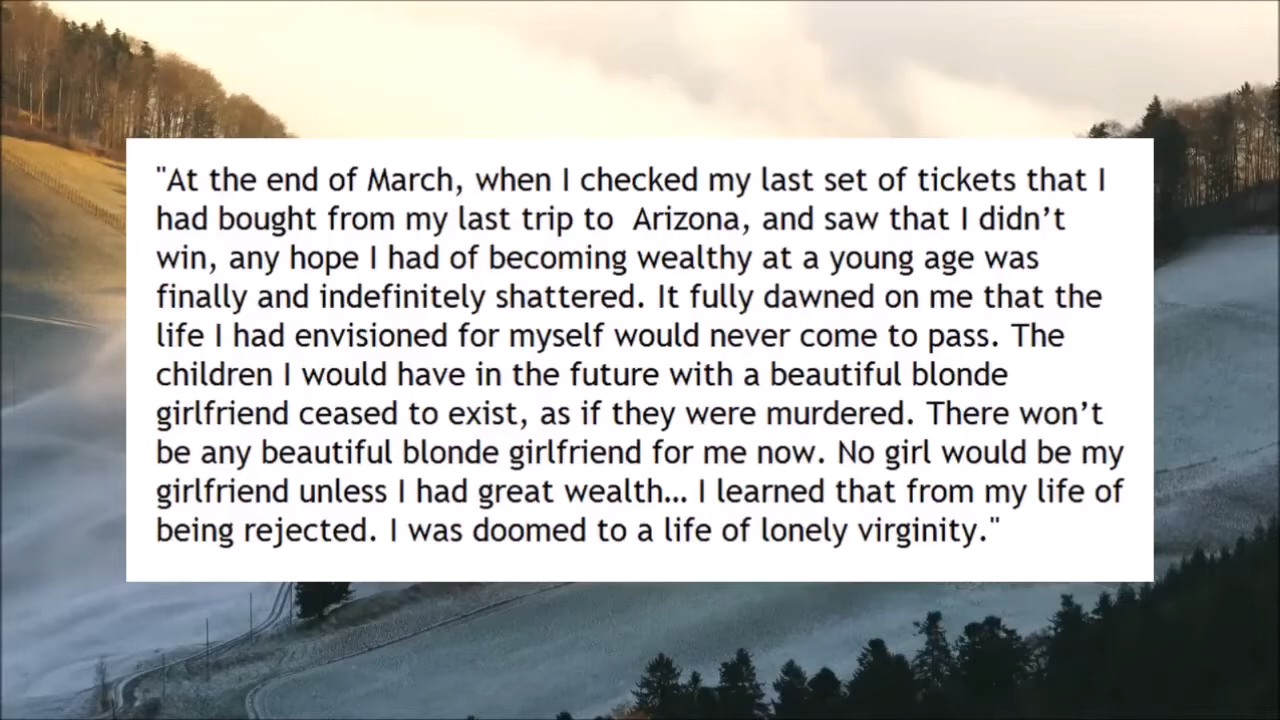 "At the end of March, when I checked my last set of tickets that I
had bought from my last trip to  Arizona, and saw that I didn’t
win, any hope I had of becoming wealthy at a young age was
finally and indefinitely shattered. It fully dawned on me that the
life I had envisioned for myself would never come to pass. The
children I would have in the future with a beautiful blonde
girlfriend ceased to exist, as if they were murdered. There won’t
be any beautiful blonde girlfriend for me now. No girl would be my
girlfriend unless I had great wealth… I learned that from my life of
being rejected. I was doomed to a life of lonely virginity."